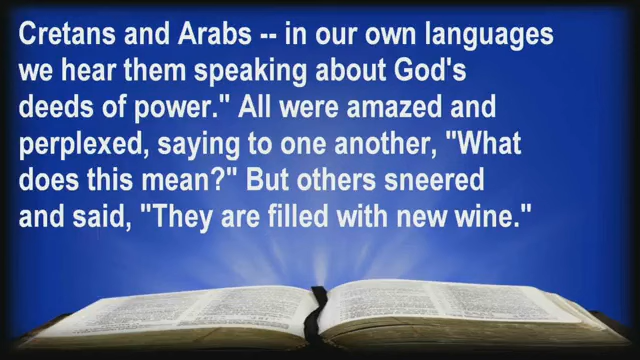 Cretans and Arabs -- in our own languages
we hear them speaking about God's
deeds of power." All were amazed and
perplexed, saying to one another, "What
does this mean?" But others sneered
and said, "They are filled with new wine."